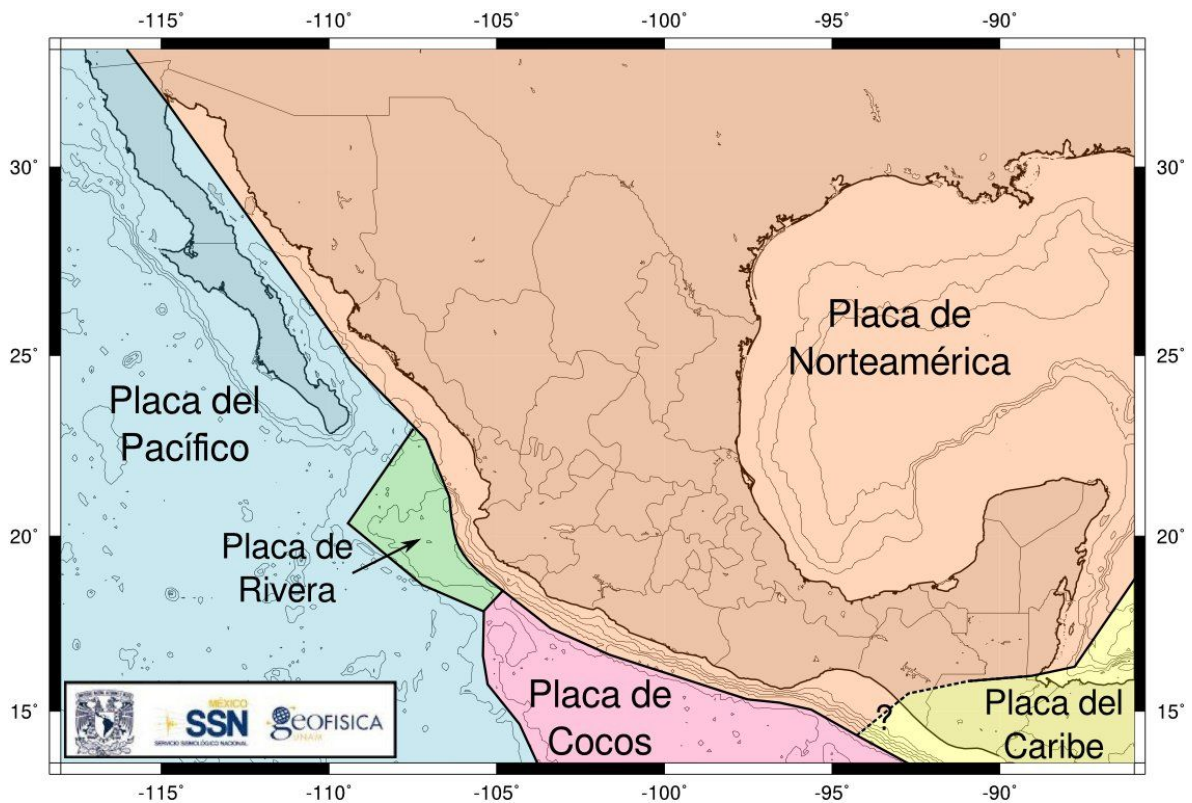 -115˚ -110˚ -105˚ -100˚ -95˚ -90˚
30˚ 30˚
25˚ 25˚
20˚ 20˚
15˚ 15˚
Placa de
Norteamérica
Placa del
Pacífico
Placa de
Rivera
Placa de
Cocos
?
Placa del
Caribe
MÉXICO
SSN
SERVICIO SISMOLÓGICO NACIONAL
GEOFISICA
UNAM
-115˚ -110˚ -105˚ -100˚ -95˚ -90˚